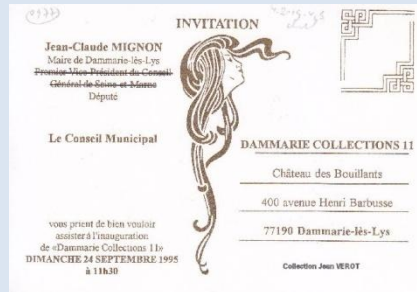 INVITATION
Jean-Claude MIGNON
Maire de Dammarie-lès-Lys
Premier Vice-Président du Conseil
Général de Seine-et-Marne
Député
Le Conseil Municipal
vous prient de bien vouloir
assister à l'inauguration
de «Dammarie Collections 11»
DIMANCHE 24 SEPTEMBRE 1995
à 11h30
DAMMARIE COLLECTIONS 11
Château des Bouillants
400 avenue Henri Barbusse
77190 Dammarie-lès-Lys
Collection Jean VEROT